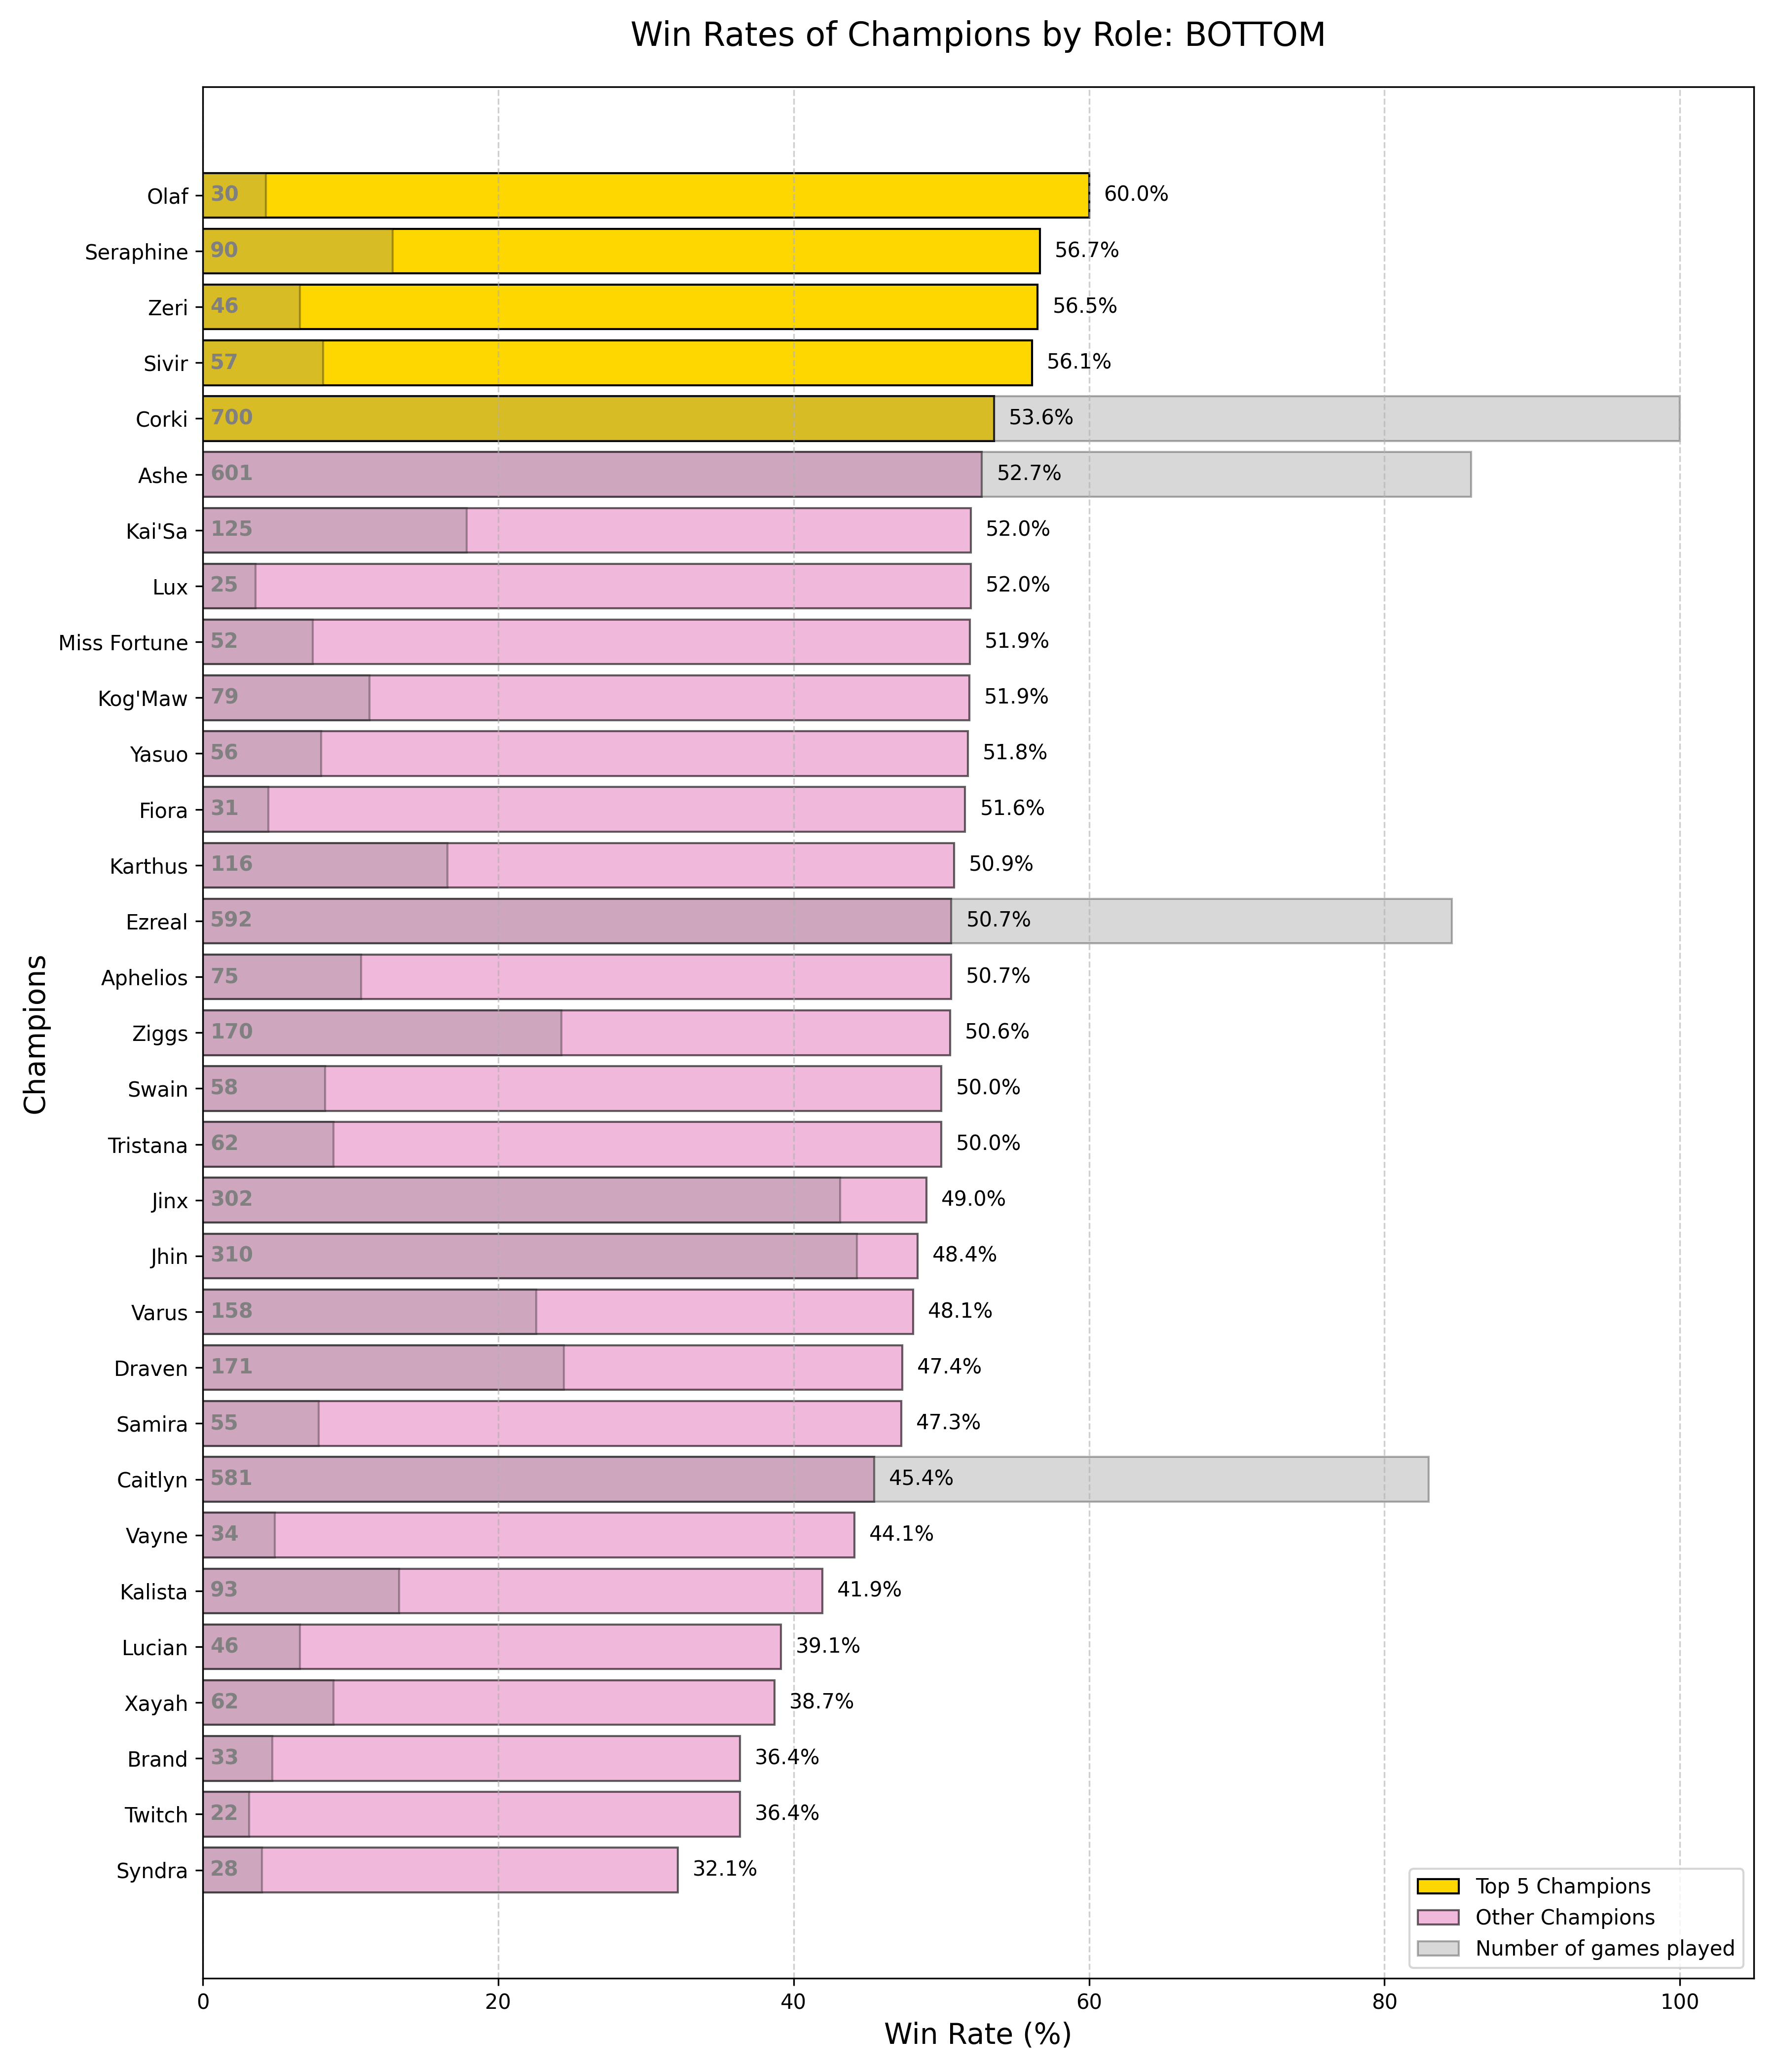 Win Rates of Champions by Role: BOTTOM
Olaf 30 60.0%
Seraphine 90 56.7%
Zeri 46 56.5%
Sivir 57 56.1%
Corki 700 53.6%
Ashe 601 52.7%
Kai'Sa 125 52.0%
Lux 25 52.0%
Miss Fortune 52 51.9%
Kog'Maw 79 51.9%
Yasuo 56 51.8%
Fiora 31 51.6%
Karthus 116 50.9%
Ezreal 592 50.7%
Aphelios 75 50.7%
Ziggs 170 50.6%
Swain 58 50.0%
Tristana 62 50.0%
Jinx 302 49.0%
Jhin 310 48.4%
Varus 158 48.1%
Draven 171 47.4%
Samira 55 47.3%
Caitlyn 581 45.4%
Vayne 34 44.1%
Kalista 93 41.9%
Lucian 46 39.1%
Xayah 62 38.7%
Brand 33 36.4%
Twitch 22 36.4%
Syndra 28 32.1%
Champions
Top 5 Champions
Other Champions
Number of games played
0 20 40 60 80 100
Win Rate (%)